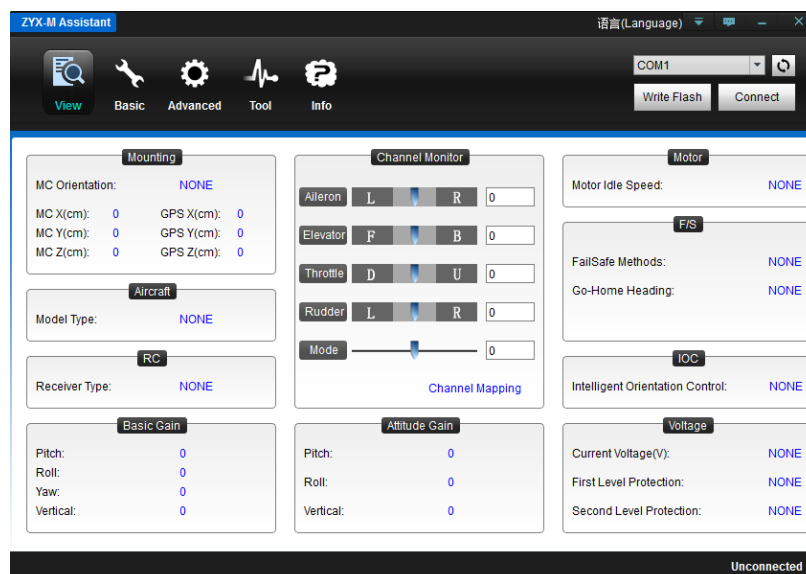 ZYX-M Assistant 语言(Language)
View Basic Advanced Tool Info
COM1
Write Flash Connect
Mounting
MC Orientation: NONE
MC X(cm): 0 GPS X(cm): 0
MC Y(cm): 0 GPS Y(cm): 0
MC Z(cm): 0 GPS Z(cm): 0
Aircraft
Model Type: NONE
RC
Receiver Type: NONE
Basic Gain
Pitch: 0
Roll: 0
Yaw: 0
Vertical: 0
Channel Monitor
Aileron L R 0
Elevator F B 0
Throttle D U 0
Rudder L R 0
Mode 0
Channel Mapping
Attitude Gain
Pitch: 0
Roll: 0
Vertical: 0
Motor
Motor Idle Speed: NONE
F/S
FailSafe Methods: NONE
Go-Home Heading: NONE
IOC
Intelligent Orientation Control: NONE
Voltage
Current Voltage(V): NONE
First Level Protection: NONE
Second Level Protection: NONE
Unconnected